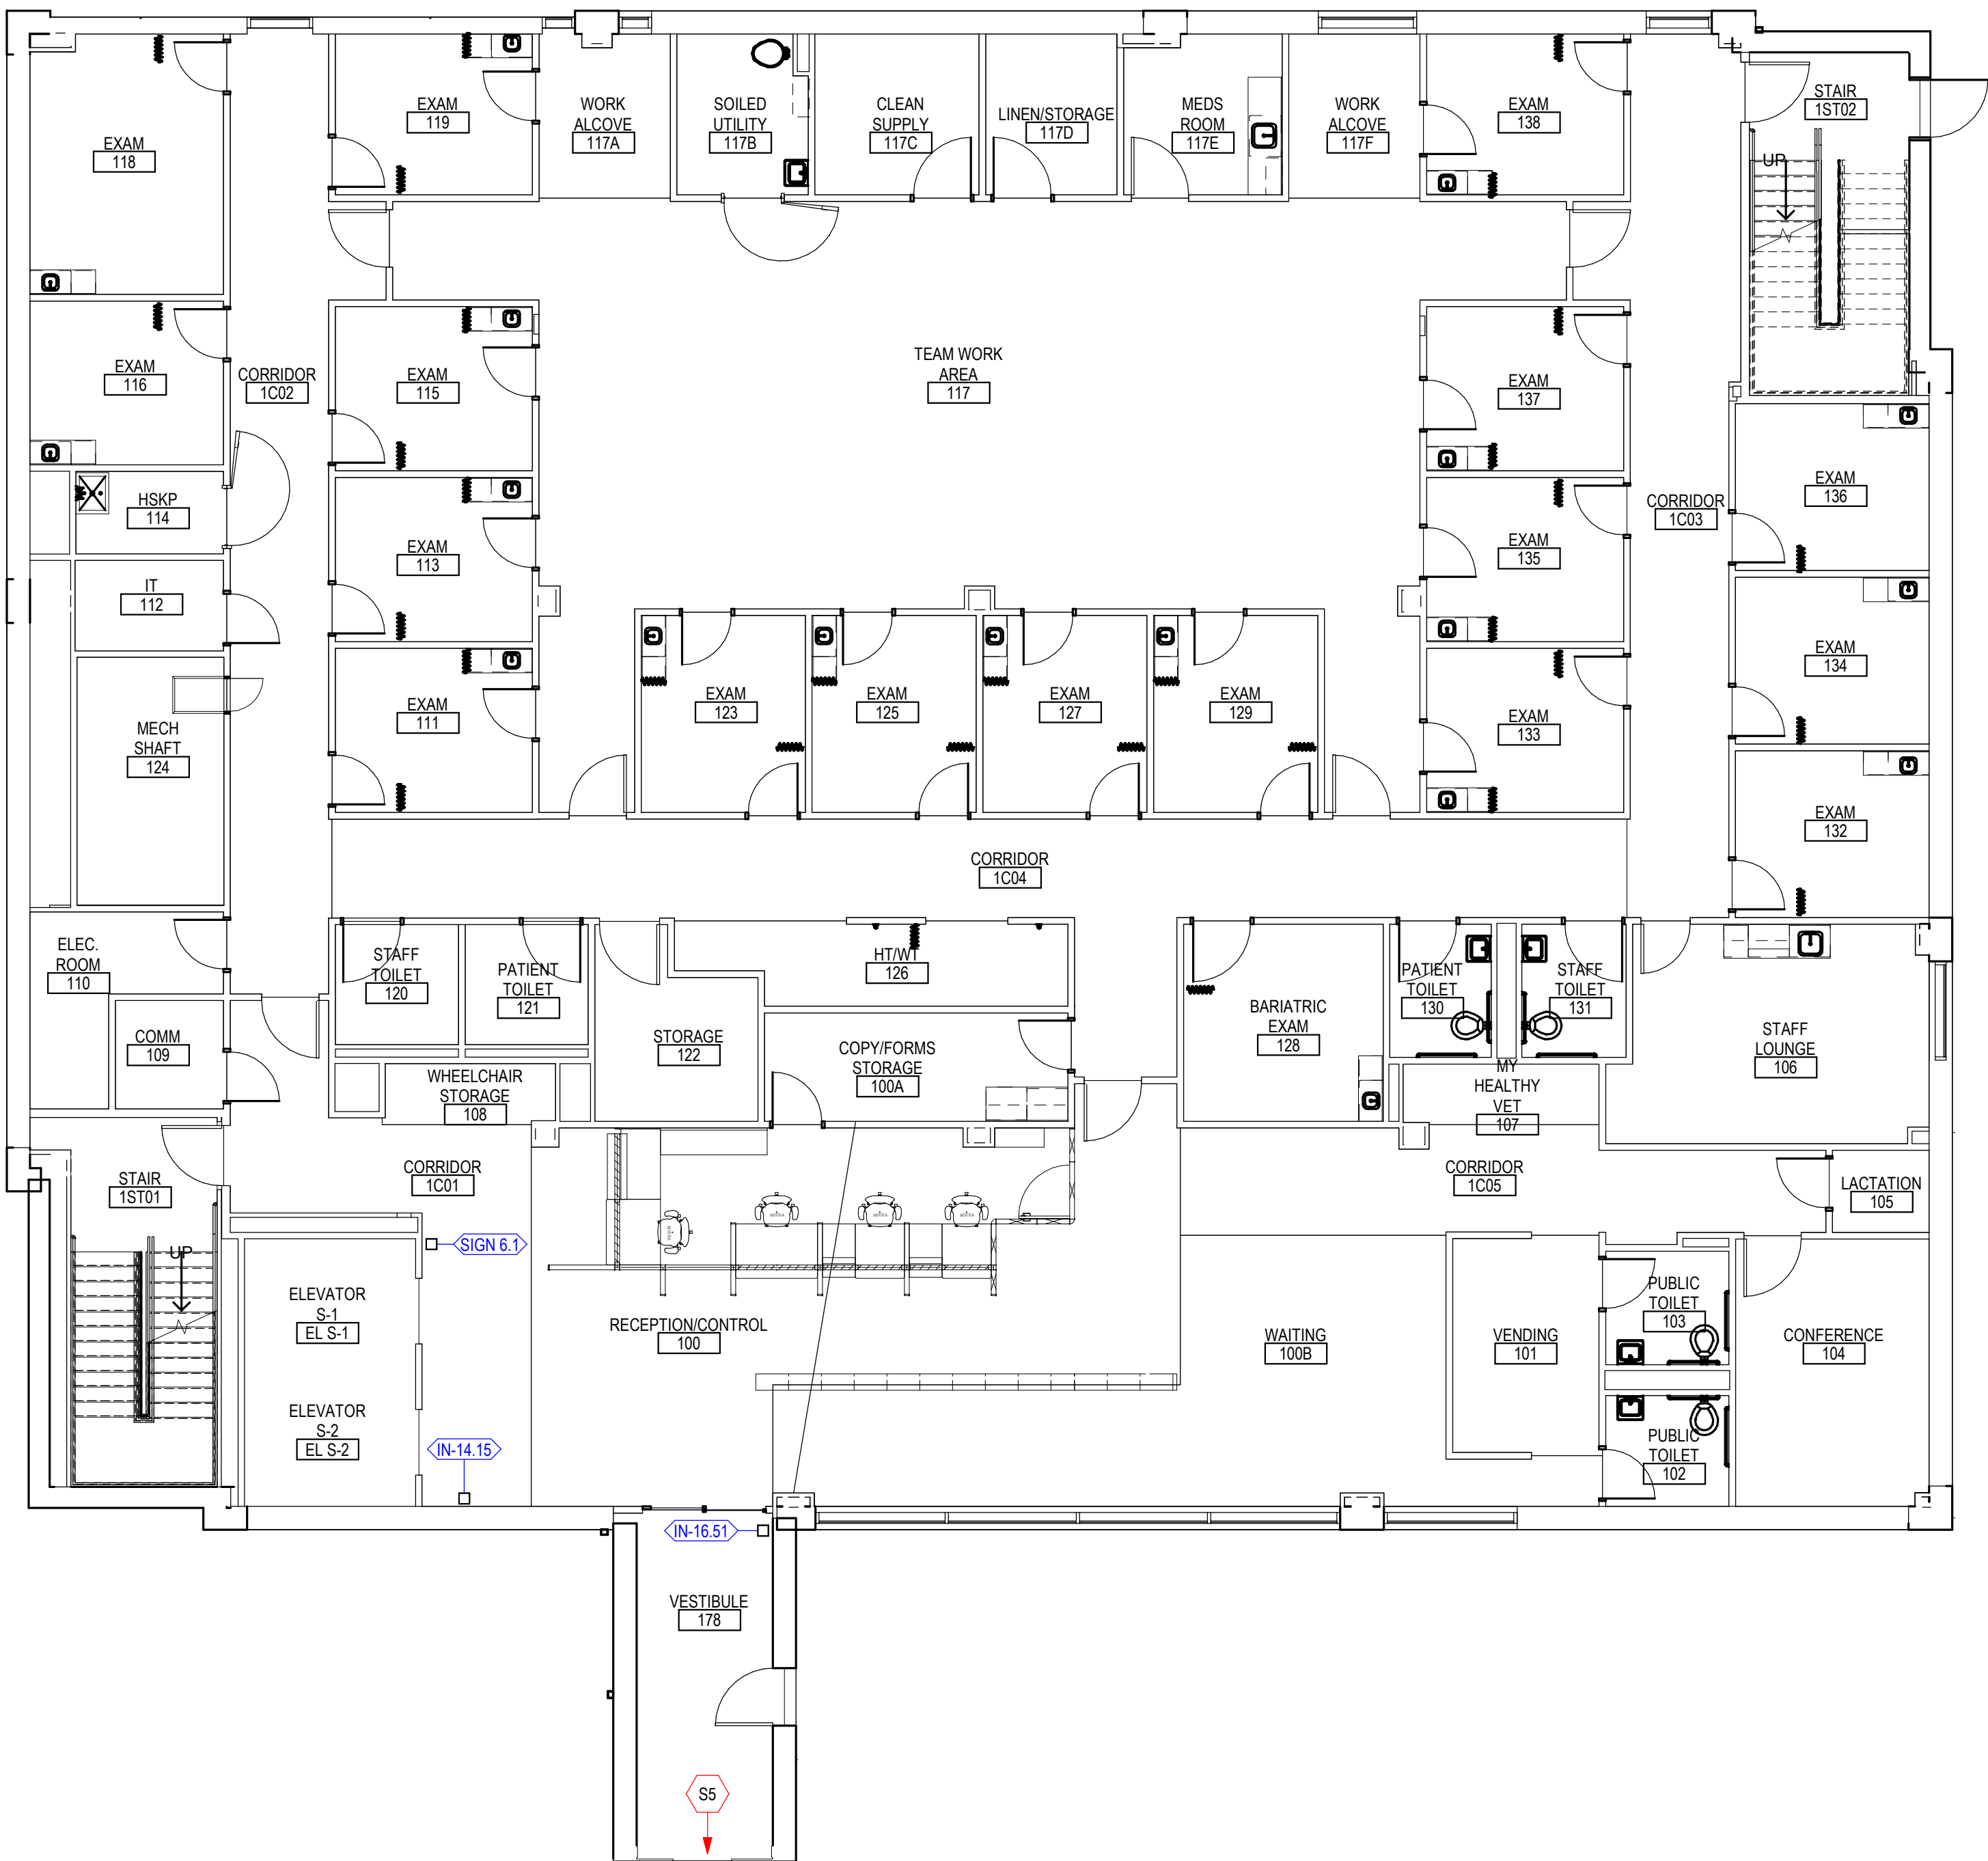 EXAM
118
EXAM
119
WORK
ALCOVE
117A
SOILED
UTILITY
117B
CLEAN
SUPPLY
117C
LINEN/STORAGE
117D
MEDS
ROOM
117E
WORK
ALCOVE
117F
EXAM
138
STAIR
1ST02
UP
EXAM
116
CORRIDOR
1C02
EXAM
115
TEAM WORK
AREA
117
EXAM
137
HSKP
114
EXAM
136
CORRIDOR
1C03
IT
112
EXAM
113
EXAM
135
EXAM
134
MECH
SHAFT
124
EXAM
111
EXAM
123
EXAM
125
EXAM
127
EXAM
129
EXAM
133
EXAM
132
CORRIDOR
1C04
ELEC.
ROOM
110
STAFF
TOILET
120
PATIENT
TOILET
121
HT/WT
126
PATIENT
TOILET
130
STAFF
TOILET
131
COMM
109
STORAGE
122
COPY/FORMS
STORAGE
100A
BARIATRIC
EXAM
128
STAFF
LOUNGE
106
WHEELCHAIR
STORAGE
108
MY
HEALTHY
VET
107
STAIR
1ST01
CORRIDOR
1C01
CORRIDOR
1C05
LACTATION
105
UP
SIGN 6.1
ELEVATOR
S-1
EL S-1
RECEPTION/CONTROL
100
WAITING
100B
VENDING
101
PUBLIC
TOILET
103
CONFERENCE
104
ELEVATOR
S-2
EL S-2
IN-14.15
PUBLIC
TOILET
102
IN-16.51
VESTIBULE
178
S5